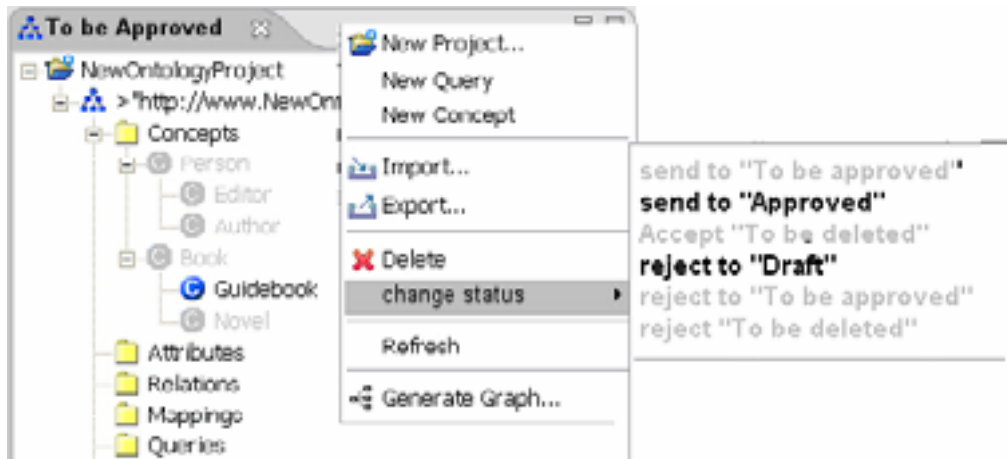 To be Approved
NewOntologyProject
>"http://www.NewOn
Concepts
Person
Editor
Author
Book
Guidebook
Novel
Attributes
Relations
Mappings
Queries
New Project...
New Query
New Concept
Import...
Export...
Delete
change status
Refresh
Generate Graph...
send to "To be approved"
send to "Approved"
Accept "To be deleted"
reject to "Draft"
reject to "To be approved"
reject "To be deleted"